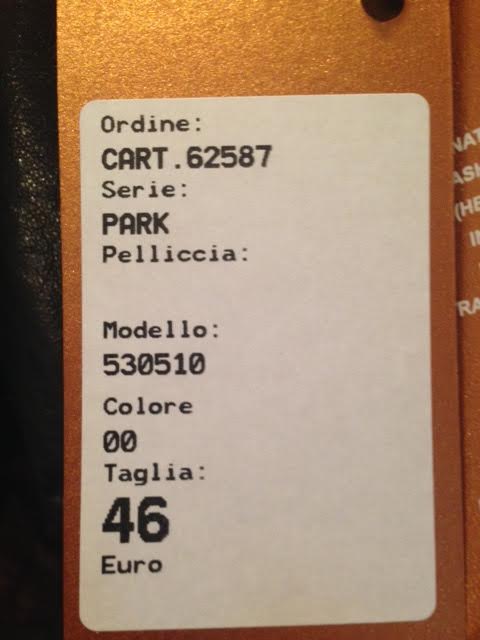 Ordine:
CART.62587
Serie:
PARK
Pelliccia:
Modello:
530510
Colore
00
Taglia:
46
Euro